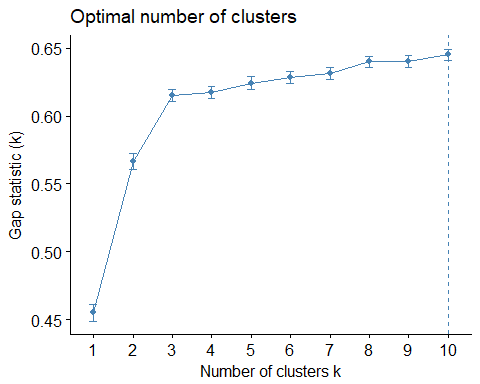 Optimal number of clusters
Gap statistic (k)
0.65
0.60
0.55
0.50
0.45
1 2 3 4 5 6 7 8 9 10
Number of clusters k